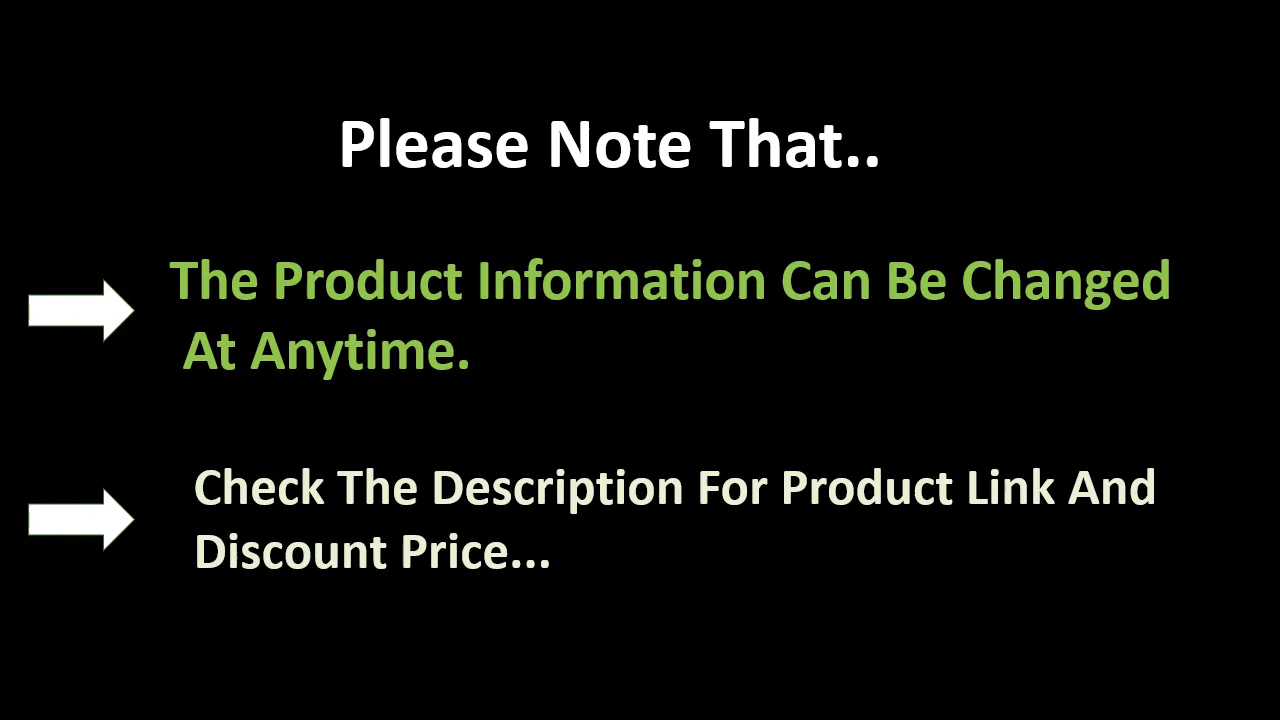 Please Note That..
The Product Information Can Be Changed
At Anytime.
Check The Description For Product Link And
Discount Price...